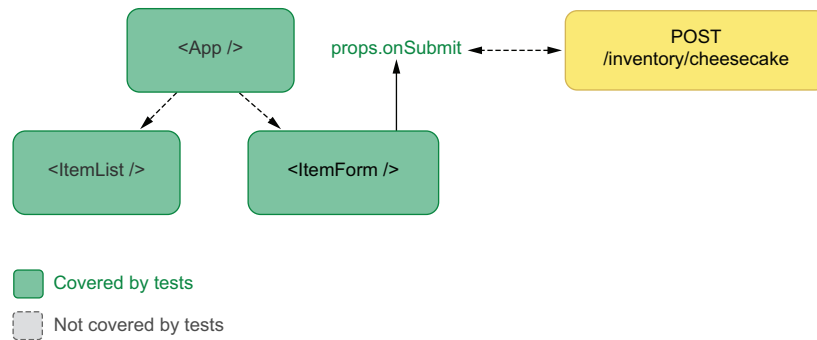 <App />
props.onSubmit
POST
/inventory/cheesecake
<ItemList />
<ItemForm />
Covered by tests
Not covered by tests